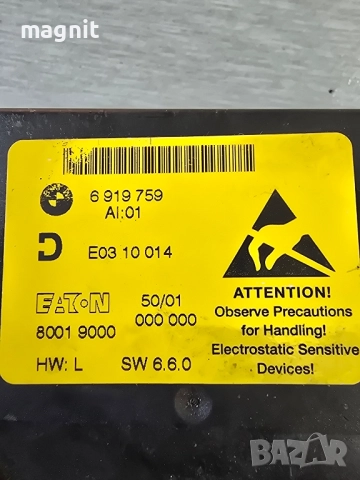 magnit
6 919 759
AI:01
D E03 10 014
EATON 50/01
8001 9000 000 000
HW: L SW 6.6.0
ATTENTION!
Observe Precautions
for Handling!
Electrostatic Sensitive
Devices!
BAZAR